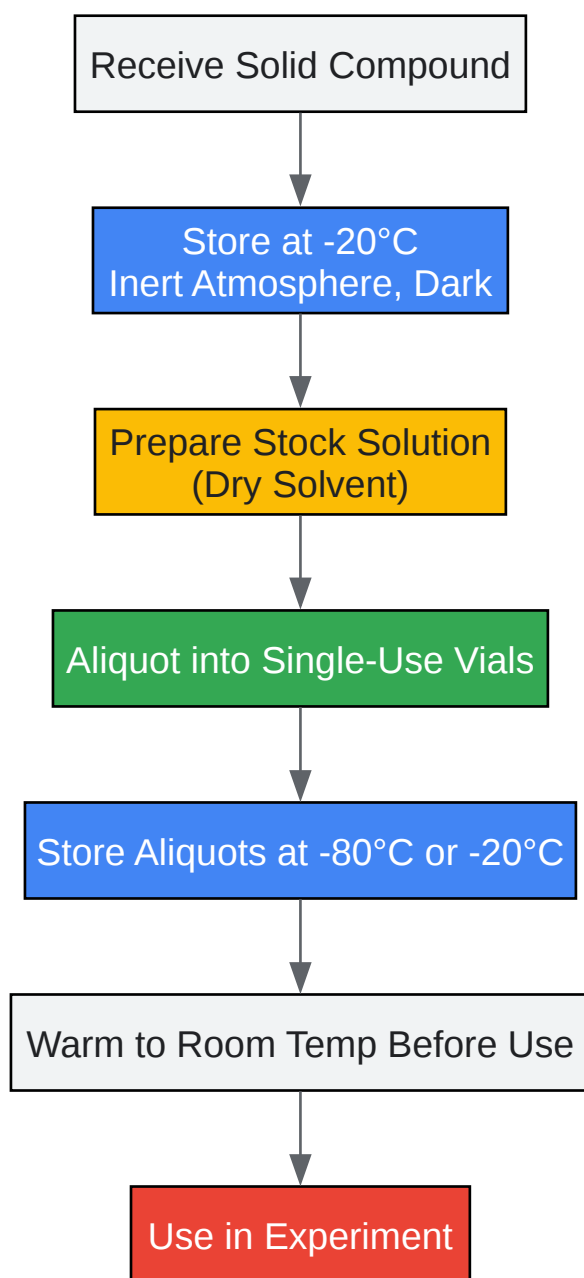 Receive Solid Compound
Store at -20°C
Inert Atmosphere, Dark
Prepare Stock Solution
(Dry Solvent)
Aliquot into Single-Use Vials
Store Aliquots at -80°C or -20°C
Warm to Room Temp Before Use
Use in Experiment